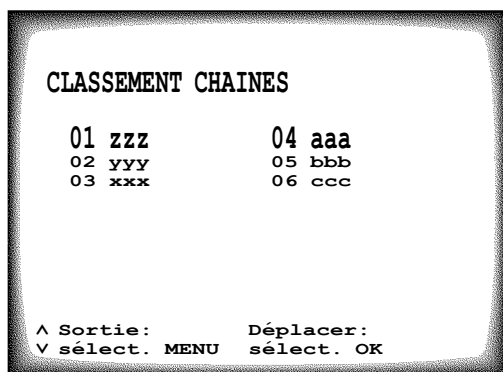 CLASSEMENT CHAINES
01 zzz 04 aaa
02 yyy 05 bbb
03 xxx 06 ccc
^ Sortie: Déplacer:
v sélect. MENU sélect. OK